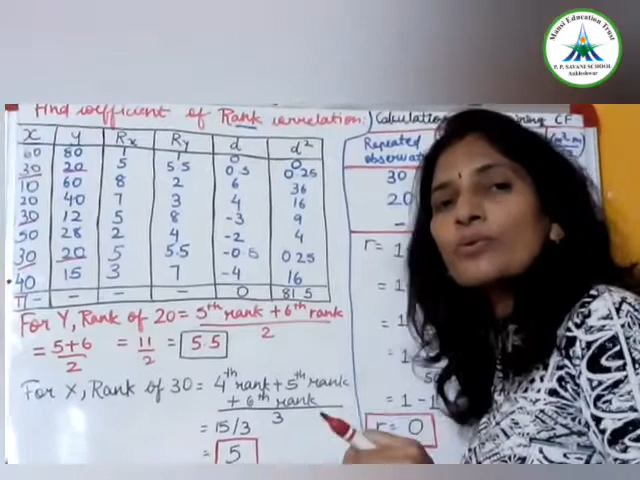 Mansi Education Trust
P. P. SAVANI SCHOOL
Ankleshwar
Find coefficient of Rank correlation.
x y Rx Ry d d²
60 80 1 1 0 0
30 20 5 5.5 0.5 0.25
10 60 8 2 6 36
20 40 7 3 4 16
30 12 5 8 -3 9
50 28 2 4 -2 4
30 20 5 5.5 -0.5 0.25
40 15 3 7 -4 16
- - - 0 81.5
For Y, Rank of 20 = 5th rank + 6th rank
2
= 5+6 = 11 = 5.5
2 2
For X, Rank of 30 = 4th rank + 5th rank
+ 6th rank
3
= 15/3
= 5
CF
Repeated
30
20
-
r = 1
= 1
= 1
= 1
= 1 - 1
r = 0